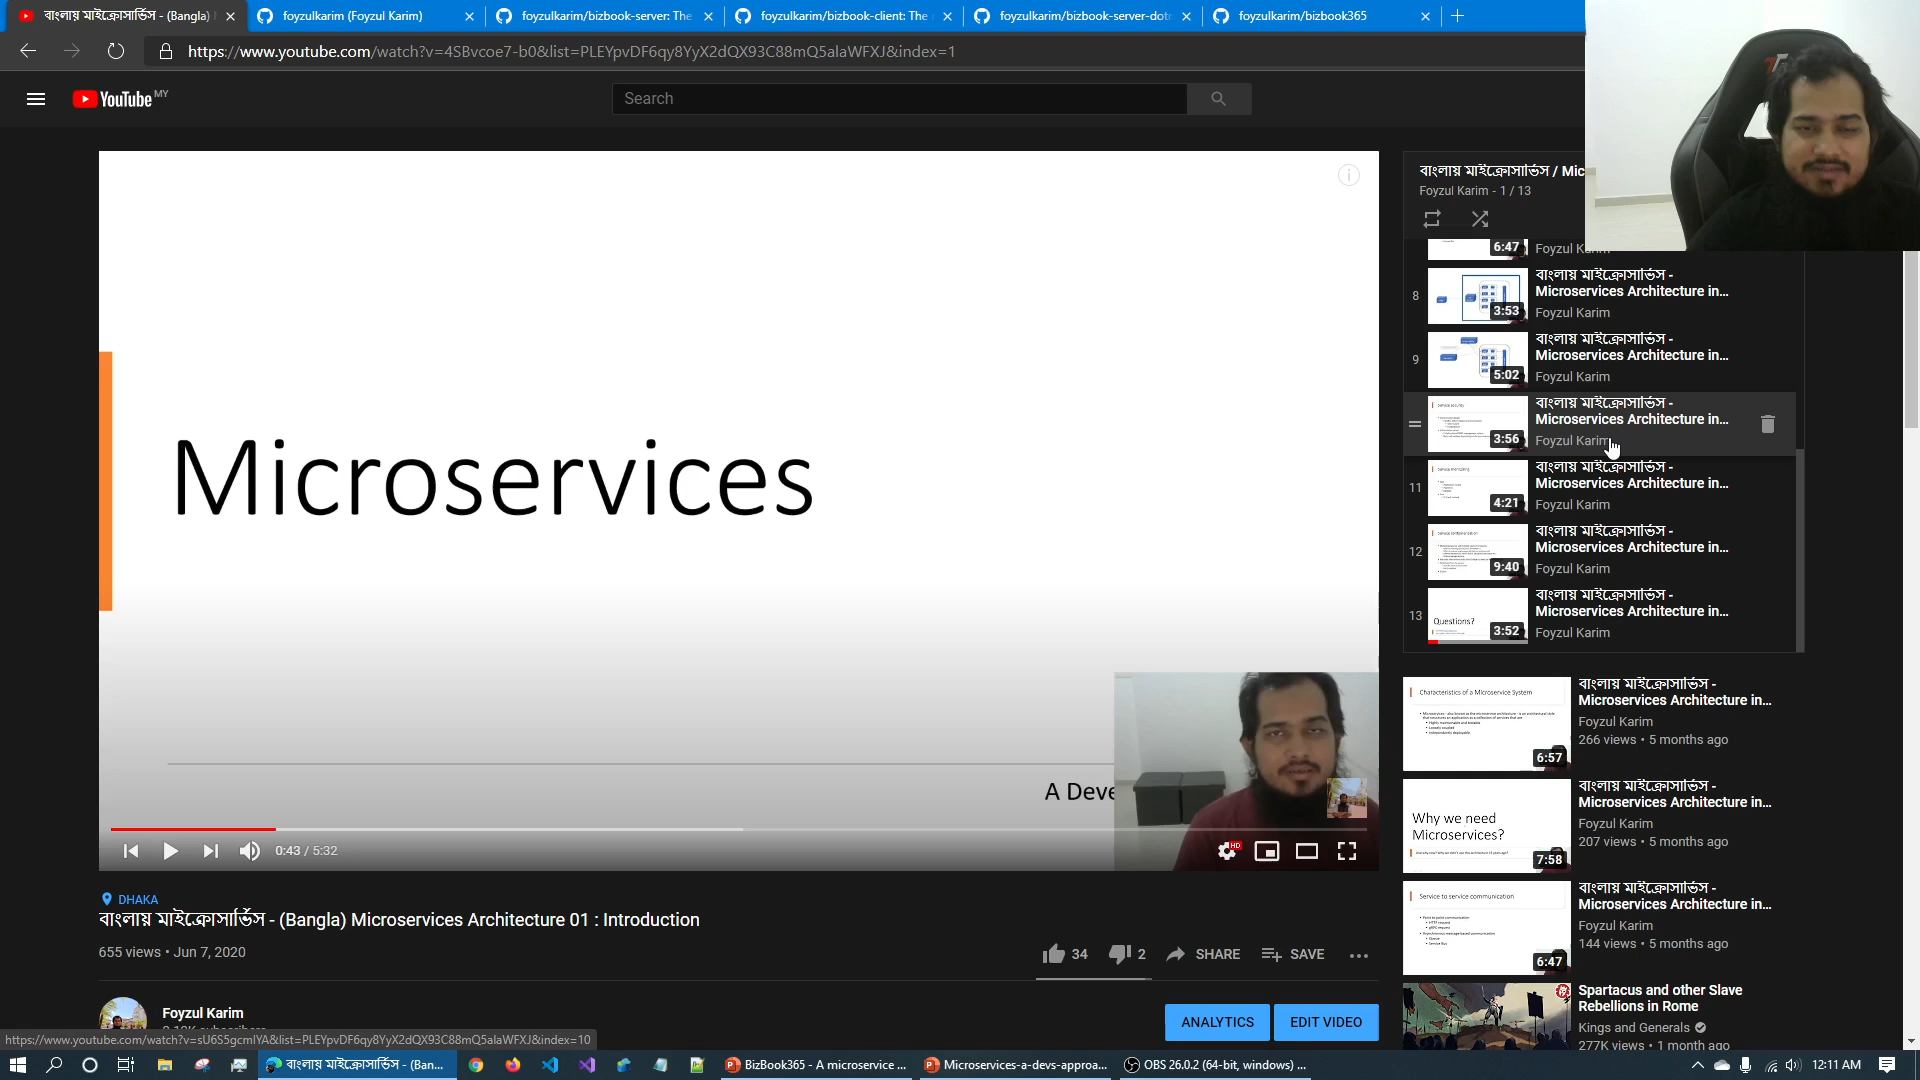 বাংলায় মাইক্রোসার্ভিস - (Bangla)
foyzulkarim (Foyzul Karim)
foyzulkarim/bizbook-server: The
foyzulkarim/bizbook-client: The
foyzulkarim/bizbook-server-dotn
foyzulkarim/bizbook365
https://www.youtube.com/watch?v=4SBvcoe7-b0&list=PLEYpvDF6qy8YyX2dQX93C88mQ5alaWFXJ&index=1
YouTube MY
Search
Microservices
A Deve
0:43 / 5:32
HD
DHAKA
বাংলায় মাইক্রোসার্ভিস - (Bangla) Microservices Architecture 01 : Introduction
655 views • Jun 7, 2020
34
2
SHARE
SAVE
Foyzul Karim
ANALYTICS
EDIT VIDEO
বাংলায় মাইক্রোসার্ভিস / Mic
Foyzul Karim - 1 / 13
6:47
Foyzul Karim
8
3:53
বাংলায় মাইক্রোসার্ভিস -
Microservices Architecture in...
Foyzul Karim
9
5:02
বাংলায় মাইক্রোসার্ভিস -
Microservices Architecture in...
Foyzul Karim
Service security
3:56
বাংলায় মাইক্রোসার্ভিস -
Microservices Architecture in...
Foyzul Karim
11
Service monitoring
4:21
বাংলায় মাইক্রোসার্ভিস -
Microservices Architecture in...
Foyzul Karim
12
Service containerization
9:40
বাংলায় মাইক্রোসার্ভিস -
Microservices Architecture in...
Foyzul Karim
13
Questions?
3:52
বাংলায় মাইক্রোসার্ভিস -
Microservices Architecture in...
Foyzul Karim
Characteristics of a Microservice System
6:57
বাংলায় মাইক্রোসার্ভিস -
Microservices Architecture in...
Foyzul Karim
266 views • 5 months ago
Why we need
Microservices?
7:58
বাংলায় মাইক্রোসার্ভিস -
Microservices Architecture in...
Foyzul Karim
207 views • 5 months ago
Service to service communication
6:47
বাংলায় মাইক্রোসার্ভিস -
Microservices Architecture in...
Foyzul Karim
144 views • 5 months ago
Spartacus and other Slave
Rebellions in Rome
Kings and Generals
277K views • 1 month ago
https://www.youtube.com/watch?v=sU6S5gcmIYA&list=PLEYpvDF6qy8YyX2dQX93C88mQ5alaWFXJ&index=10
বাংলায় মাইক্রোসার্ভিস - (Ban...
BizBook365 - A microservice ...
Microservices-a-devs-approa...
OBS 26.0.2 (64-bit, windows) ...
12:11 AM